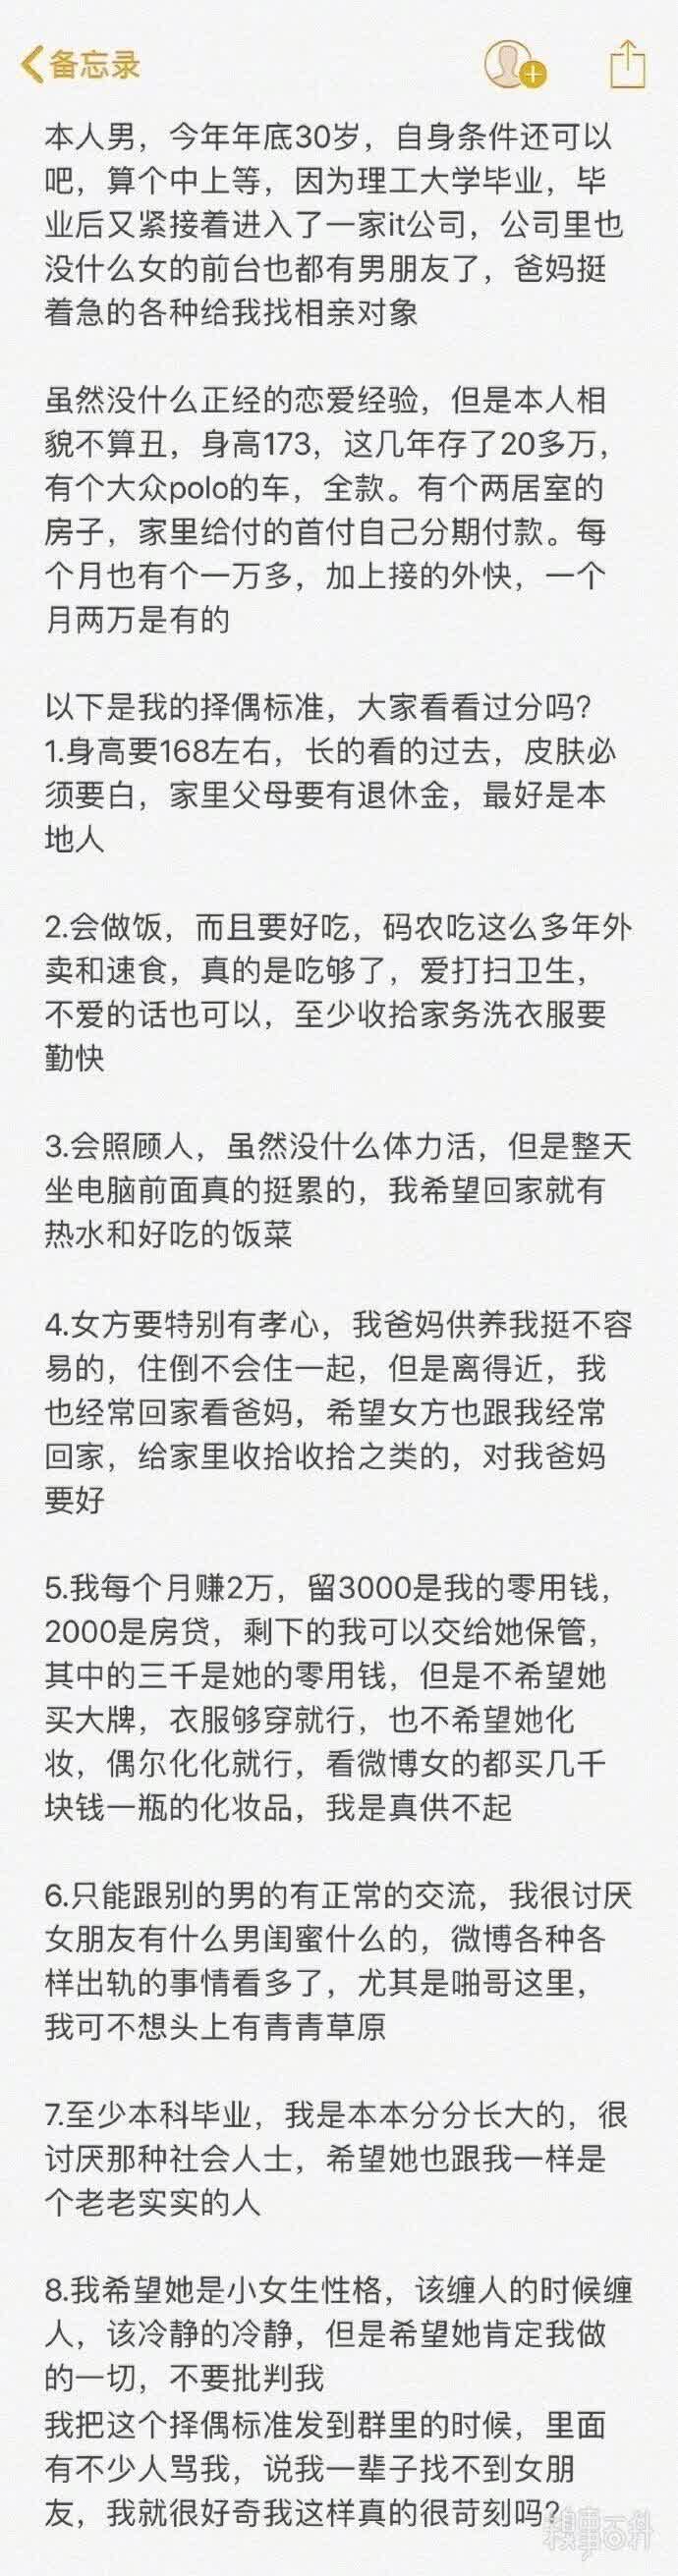 备忘录
本人男，今年年底30岁，自身条件还可以
吧，算个中上等，因为理工大学毕业，毕
业后又紧接着进入了一家it公司，公司里也
没什么女的前台也都有男朋友了，爸妈挺
着急的各种给我找相亲对象
虽然没什么正经的恋爱经验，但是本人相
貌不算丑，身高173，这几年存了20多万，
有个大众polo的车，全款。有个两居室的
房子，家里给付的首付自己分期付款。每
个月也有个一万多，加上接的外快，一个
月两万是有的
以下是我的择偶标准，大家看看过分吗？
1.身高要168左右，长的看的过去，皮肤必
须要白，家里父母要有退休金，最好是本
地人
2.会做饭，而且要好吃，码农吃这么多年外
卖和速食，真的是吃够了，爱打扫卫生，
不爱的话也可以，至少收拾家务洗衣服要
勤快
3.会照顾人，虽然没什么体力活，但是整天
坐电脑前面真的挺累的，我希望回家就有
热水和好吃的饭菜
4.女方要特别有孝心，我爸妈供养我挺不容
易的，住倒不会住一起，但是离得近，我
也经常回家看爸妈，希望女方也跟我经常
回家，给家里收拾收拾之类的，对我爸妈
要好
5.我每个月赚2万，留3000是我的零用钱，
2000是房贷，剩下的我可以交给她保管，
其中的三千是她的零用钱，但是不希望她
买大牌，衣服够穿就行，也不希望她化
妆，偶尔化化就行，看微博女的都买几千
块钱一瓶的化妆品，我是真供不起
6.只能跟别的男的有正常的交流，我很讨厌
女朋友有什么男闺蜜什么的，微博各种各
样出轨的事情看多了，尤其是啪哥这里，
我可不想头上有青青草原
7.至少本科毕业，我是本本分分长大的，很
讨厌那种社会人士，希望她也跟我一样是
个老老实实的人
8.我希望她是小女生性格，该缠人的时候缠
人，该冷静的冷静，但是希望她肯定我做
的一切，不要批判我
我把这个择偶标准发到群里的时候，里面
有不少人骂我，说我一辈子找不到女朋
友，我就很好奇我这样真的很苛刻吗？
糗事百科